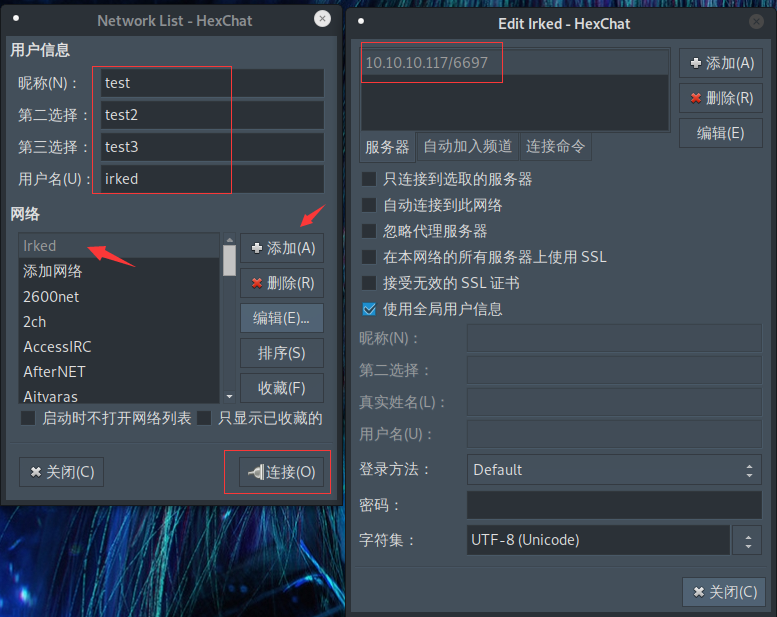 Network List - HexChat
用户信息
昵称(N)： test
第二选择： test2
第三选择： test3
用户名(U)： irked
网络
Irked
添加网络
2600net
2ch
AccessIRC
AfterNET
Aitvaras
添加(A)
删除(R)
编辑(E)...
排序(S)
收藏(F)
启动时不打开网络列表 只显示已收藏的
关闭(C) 连接(O)
Edit Irked - HexChat
10.10.10.117/6697
添加(A)
删除(R)
编辑(E)
服务器 自动加入频道 连接命令
只连接到选取的服务器
自动连接到此网络
忽略代理服务器
在本网络的所有服务器上使用 SSL
接受无效的 SSL 证书
使用全局用户信息
昵称(N)：
第二选择：
真实姓名(L)：
用户名(U)：
登录方法： Default
密码：
字符集： UTF-8 (Unicode)
关闭(C)